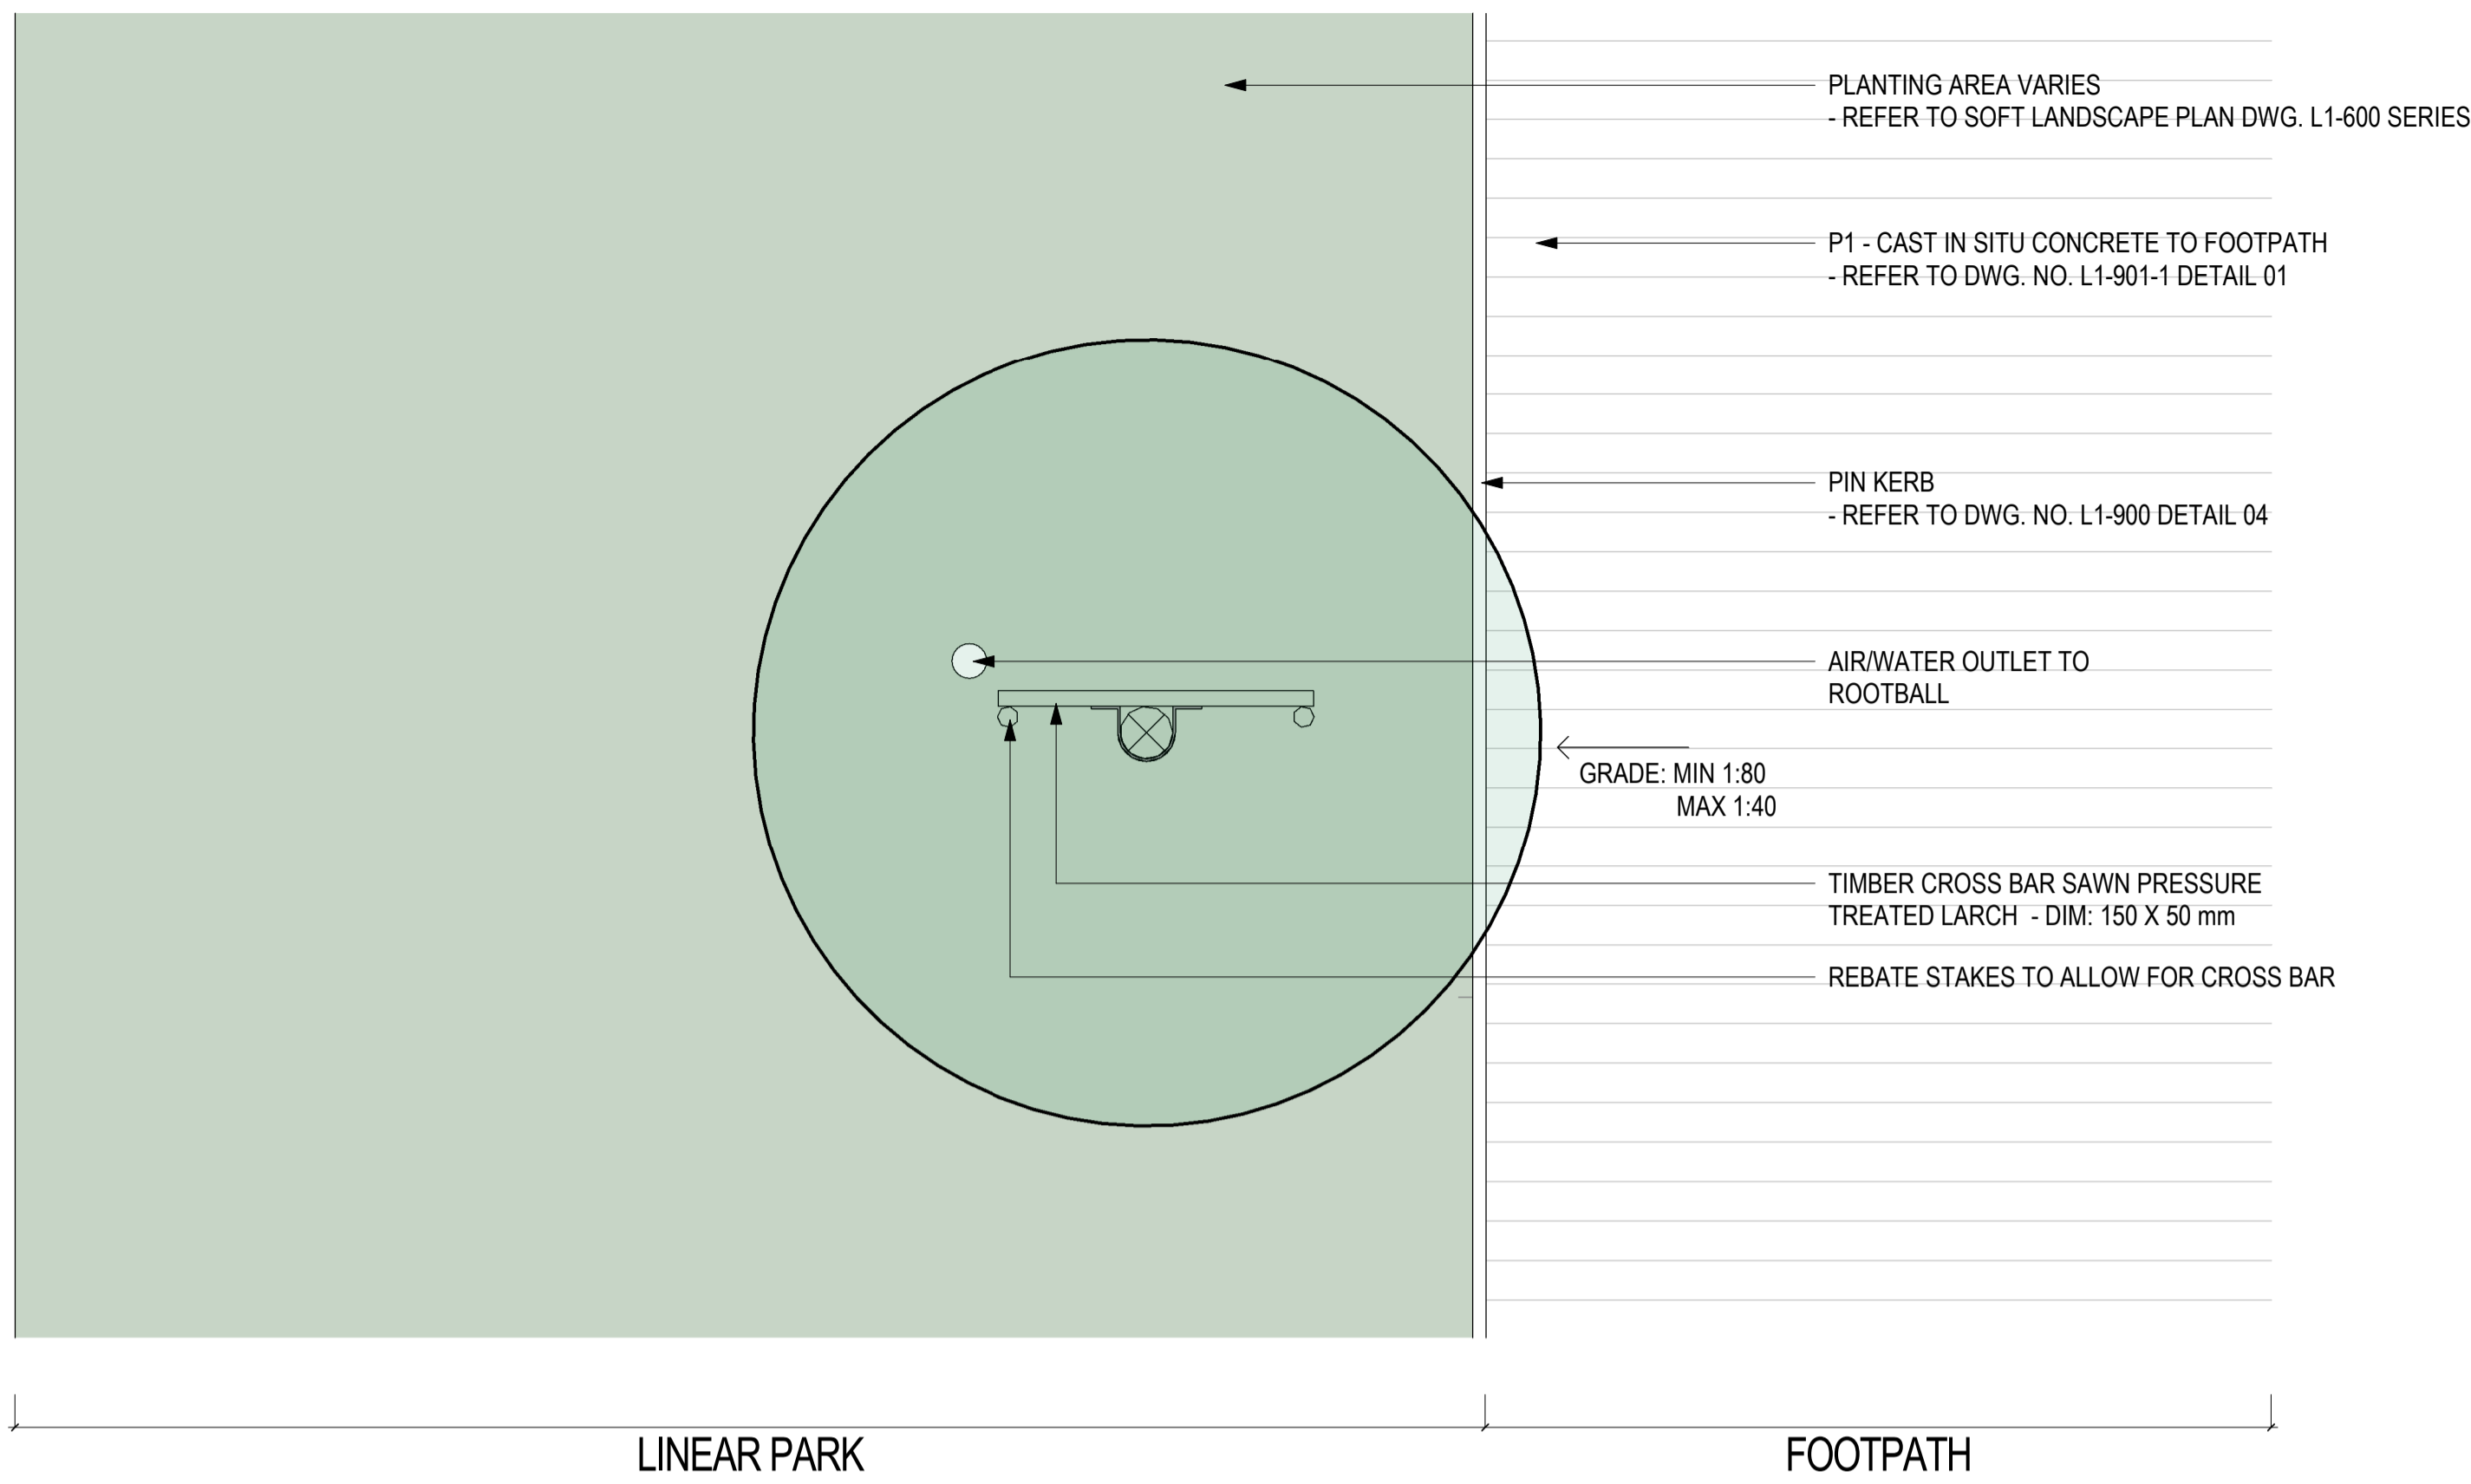 PLANTING AREA VARIES
- REFER TO SOFT LANDSCAPE PLAN DWG. L1-600 SERIES
P1 - CAST IN SITU CONCRETE TO FOOTPATH
- REFER TO DWG. NO. L1-901-1 DETAIL 01
PIN KERB
- REFER TO DWG. NO. L1-900 DETAIL 04
AIR/WATER OUTLET TO
ROOTBALL
GRADE: MIN 1:80
MAX 1:40
TIMBER CROSS BAR SAWN PRESSURE
TREATED LARCH - DIM: 150 X 50 mm
REBATE STAKES TO ALLOW FOR CROSS BAR
LINEAR PARK
FOOTPATH